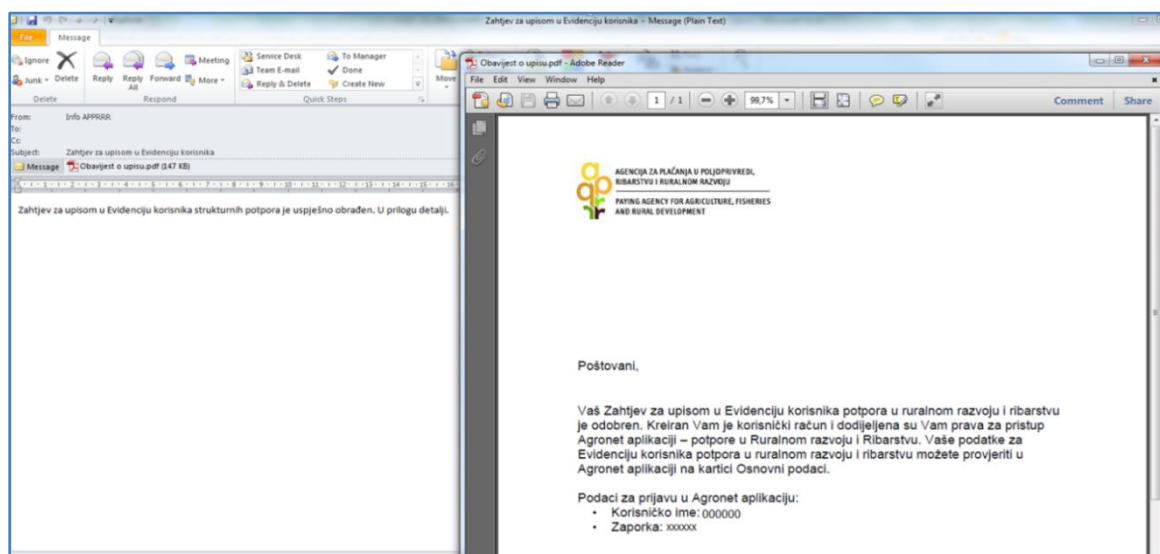 Zahtjev za upisom u Evidenciju korisnika - Message (Plain Text)
File Message
Ignore
Junk
Delete
Reply
Reply All
Forward
Meeting
More
Service Desk
Team E-mail
Reply & Delete
To Manager
Done
Create New
Move
Delete
Respond
Quick Steps
From: Info APPRRR
To:
Cc:
Subject: Zahtjev za upisom u Evidenciju korisnika
Message Obavijest o upisu.pdf (147 KB)
Zahtjev za upisom u Evidenciju korisnika strukturnih potpora je uspješno obrađen. U prilogu detalji.
Obavijest o upisu.pdf - Adobe Reader
File Edit View Window Help
1 / 1 99,7% Comment Share
AGENCIJA ZA PLAĆANJA U POLJOPRIVREDI,
RIBARSTVU I RURALNOM RAZVOJU
PAYING AGENCY FOR AGRICULTURE, FISHERIES
AND RURAL DEVELOPMENT
Poštovani,
Vaš Zahtjev za upisom u Evidenciju korisnika potpora u ruralnom razvoju i ribarstvu
je odobren. Kreiran Vam je korisnički račun i dodijeljena su Vam prava za pristup
Agronet aplikaciji – potpore u Ruralnom razvoju i Ribarstvu. Vaše podatke za
Evidenciju korisnika potpora u ruralnom razvoju i ribarstvu možete provjeriti u
Agronet aplikaciji na kartici Osnovni podaci.
Podaci za prijavu u Agronet aplikaciju:
• Korisničko ime: 000000
• Zaporka: xxxxxx